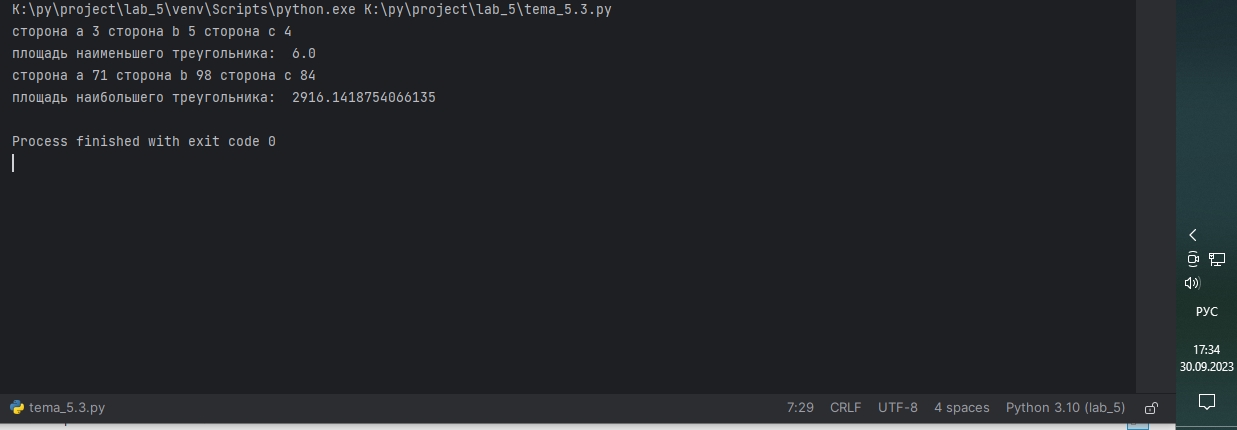 K:\py\project\lab_5\venv\Scripts\python.exe K:\py\project\lab_5\tema_5.3.py
сторона a 3 сторона b 5 сторона c 4
площадь наименьшего треугольника:  6.0
сторона a 71 сторона b 98 сторона c 84
площадь наибольшего треугольника:  2916.1418754066135
Process finished with exit code 0
РУС
17:34
30.09.2023
tema_5.3.py
7:29 CRLF UTF-8 4 spaces Python 3.10 (lab_5)